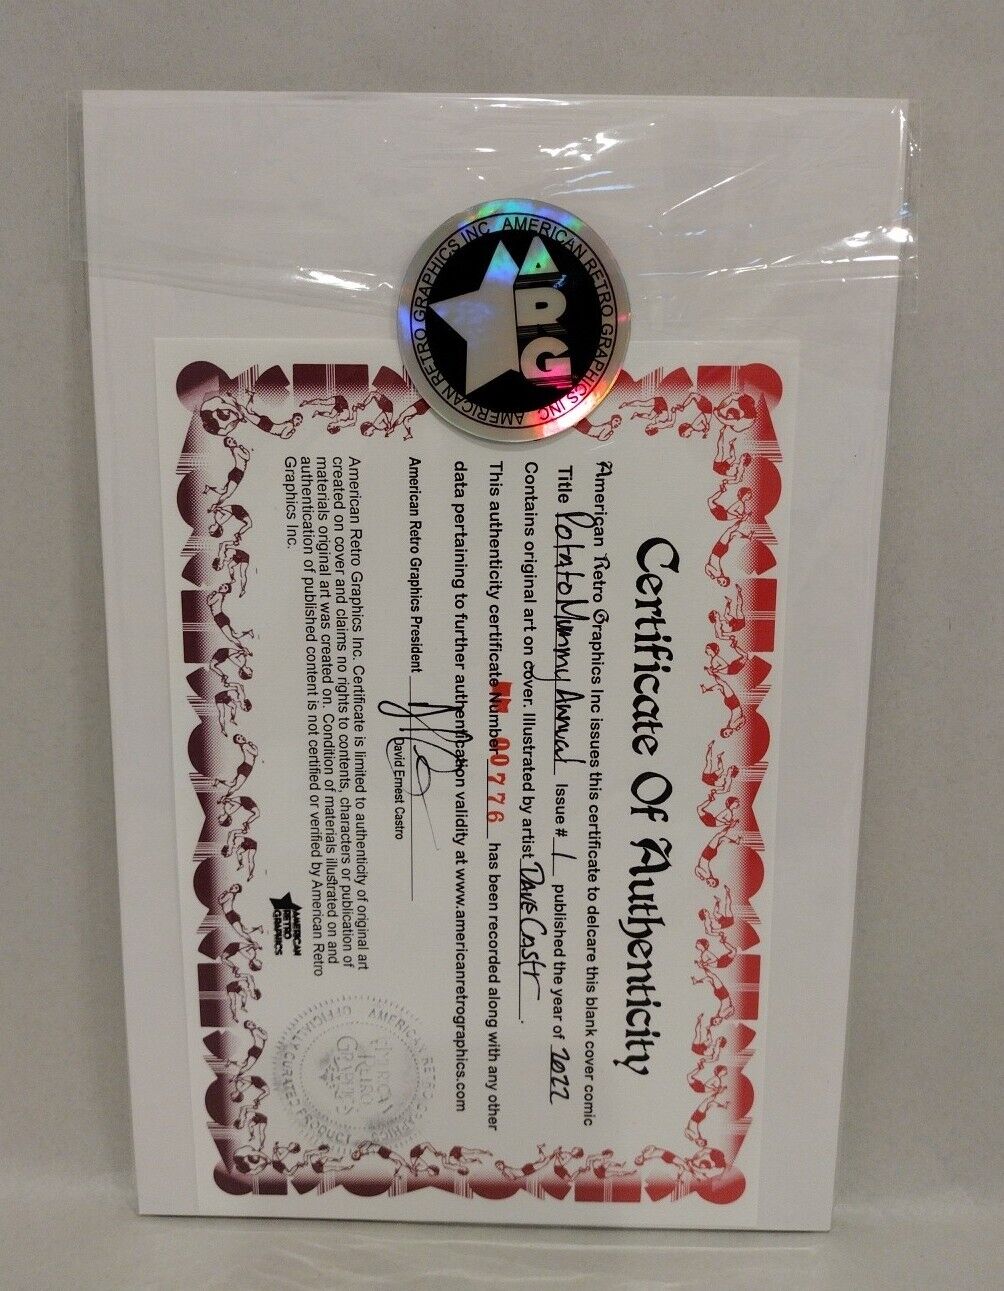 AMERICAN RETRO GRAPHICS INC. AMERICAN RETRO GRAPHICS INC.
ARG
Certificate Of Authenticity
American Retro Graphics Inc issues this certificate to delcare this blank cover comic
Title Potato Mummy Annual Issue # 1 published the year of 2022
Contains original art on cover. Illustrated by artist Dave Castr.
This authenticity certificate Number 00776 has been recorded along with any other
data pertaining to further authentication validity at www.americanretrographics.com
American Retro Graphics President
David Ernest Castro
American Retro Graphics Inc. Certificate is limited to authenticity of original art
created on cover and claims no rights to contents, characters or publication of
materials original art was created on. Condition of materials illustrated on and
authentication of published content is not certified or verified by American Retro
Graphics Inc.
AMERICAN
RETRO
GRAPHICS
AMERICAN RETRO GRAPHICS